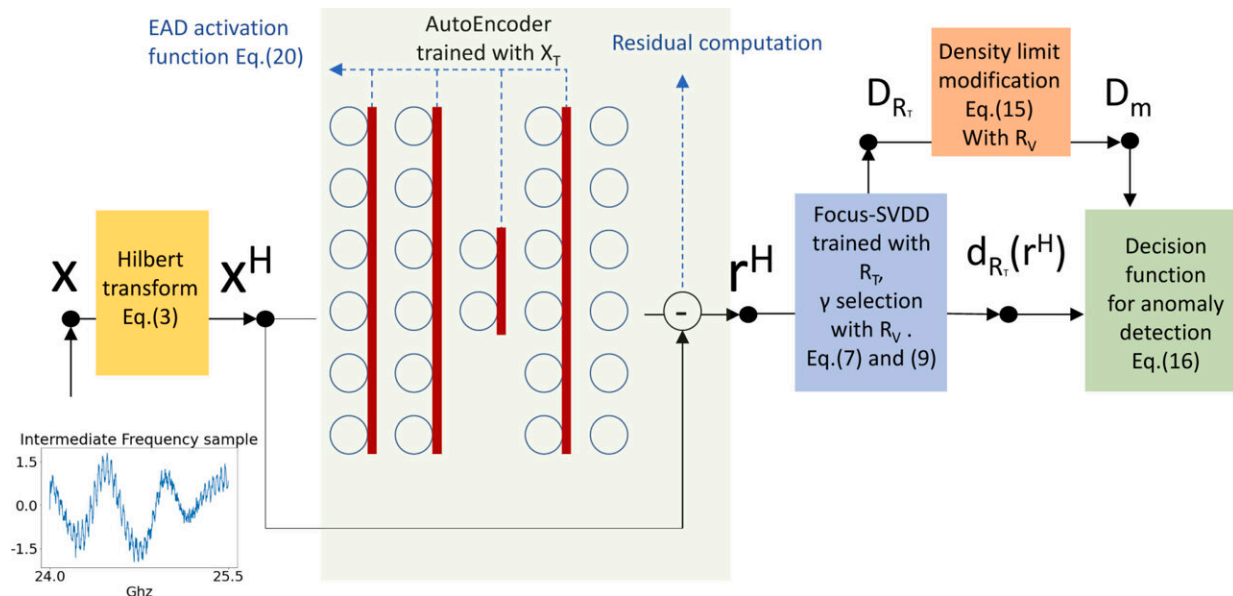 EAD activation
function Eq.(20)
AutoEncoder
trained with X_T
Residual computation
Density limit
modification
Eq.(15)
With R_V
D_{R_T}
D_m
x
Hilbert
transform
Eq.(3)
x^H
-
r^H
Focus-SVDD
trained with
R_T,
γ selection
with R_V .
Eq.(7) and (9)
d_{R_T}(r^H)
Decision
function
for anomaly
detection
Eq.(16)
Intermediate Frequency sample
1.5
0.0
-1.5
24.0 25.5
Ghz